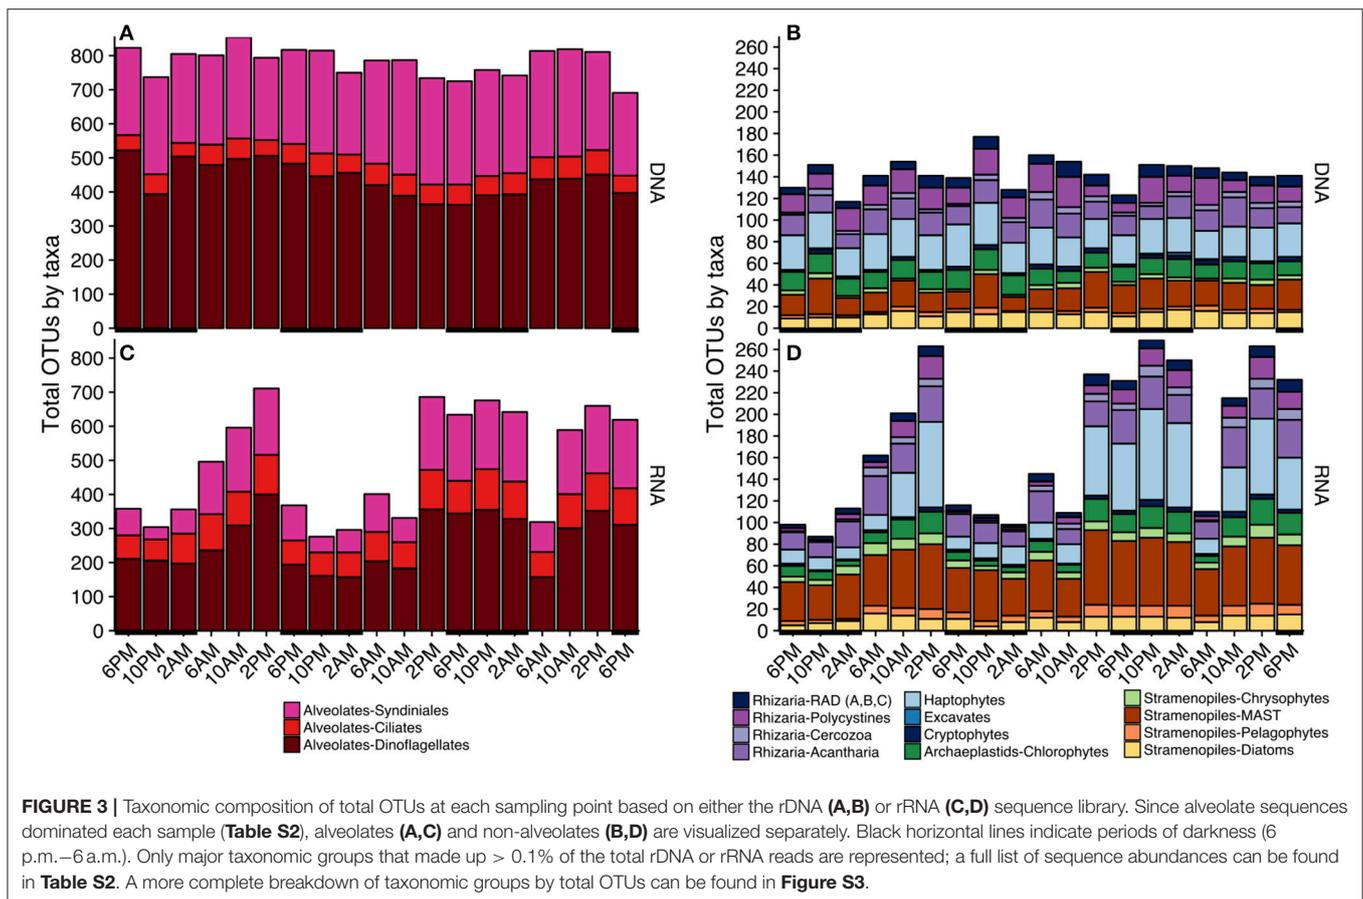 A
B
800
700
600
500
400
300
200
100
0
Total OTUs by taxa
DNA
260
240
220
200
180
160
140
120
100
80
60
40
20
0
Total OTUs by taxa
DNA
C
D
800
700
600
500
400
300
200
100
0
RNA
6PM 10PM 2AM 6AM 10AM 2PM 6PM 10PM 2AM 6AM 10AM 2PM 6PM 10PM 2AM 6AM 10AM 2PM 6PM
260
240
220
200
180
160
140
120
100
80
60
40
20
0
RNA
6PM 10PM 2AM 6AM 10AM 2PM 6PM 10PM 2AM 6AM 10AM 2PM 6PM 10PM 2AM 6AM 10AM 2PM 6PM
Alveolates-Syndiniales
Alveolates-Ciliates
Alveolates-Dinoflagellates
Rhizaria-RAD (A,B,C)
Rhizaria-Polycystines
Rhizaria-Cercozoa
Rhizaria-Acantharia
Haptophytes
Excavates
Cryptophytes
Archaeplastids-Chlorophytes
Stramenopiles-Chrysophytes
Stramenopiles-MAST
Stramenopiles-Pelagophytes
Stramenopiles-Diatoms
FIGURE 3 | Taxonomic composition of total OTUs at each sampling point based on either the rDNA (A,B) or rRNA (C,D) sequence library. Since alveolate sequences
dominated each sample (Table S2), alveolates (A,C) and non-alveolates (B,D) are visualized separately. Black horizontal lines indicate periods of darkness (6
p.m.–6 a.m.). Only major taxonomic groups that made up > 0.1% of the total rDNA or rRNA reads are represented; a full list of sequence abundances can be found
in Table S2. A more complete breakdown of taxonomic groups by total OTUs can be found in Figure S3.